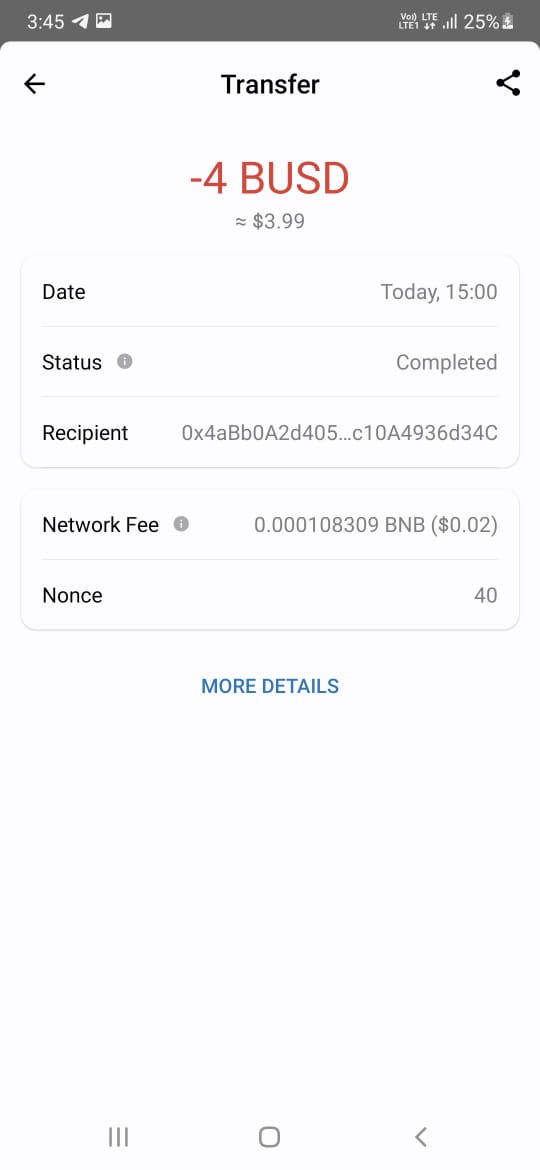 3:45 Vo) LTE 25%
LTE1
Transfer
-4 BUSD
≈ $3.99
Date Today, 15:00
Status Completed
Recipient 0x4aBb0A2d405...c10A4936d34C
Network Fee 0.000108309 BNB ($0.02)
Nonce 40
MORE DETAILS